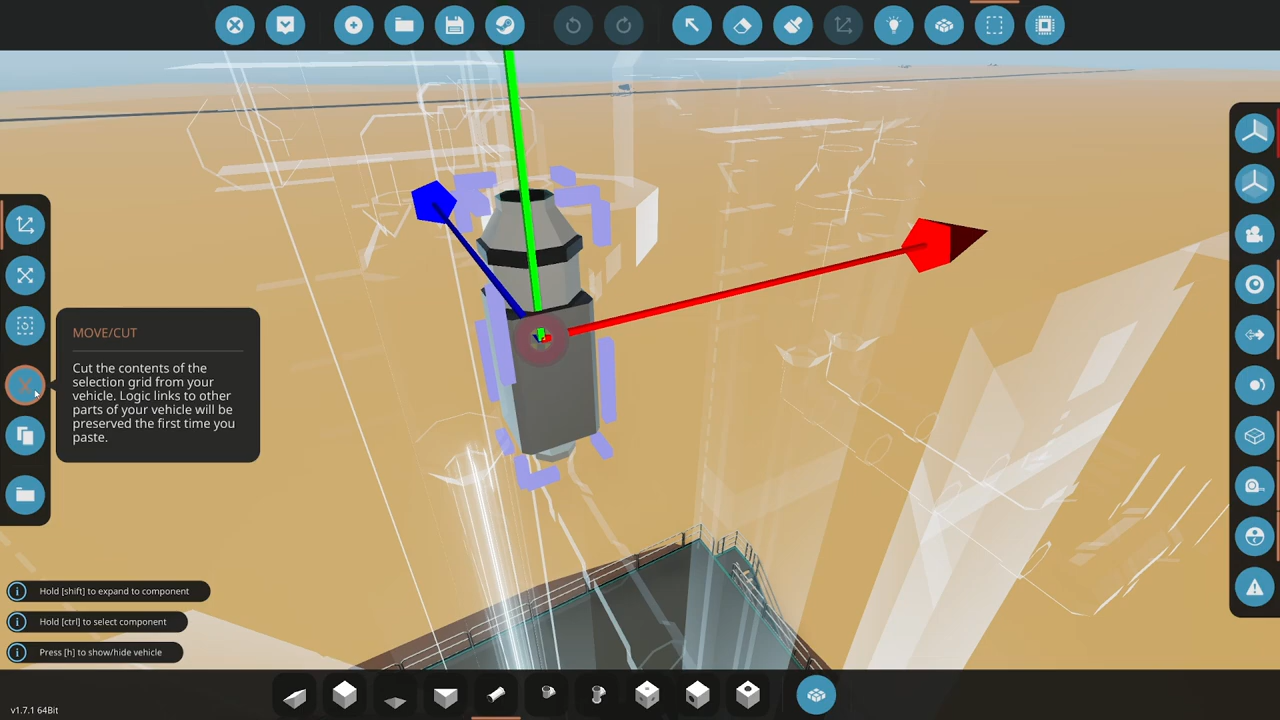 MOVE/CUT
Cut the contents of the
selection grid from your
vehicle. Logic links to other
parts of your vehicle will be
preserved the first time you
paste.
Hold [shift] to expand to component
Hold [ctrl] to select component
Press [h] to show/hide vehicle
v1.7.1 64Bit